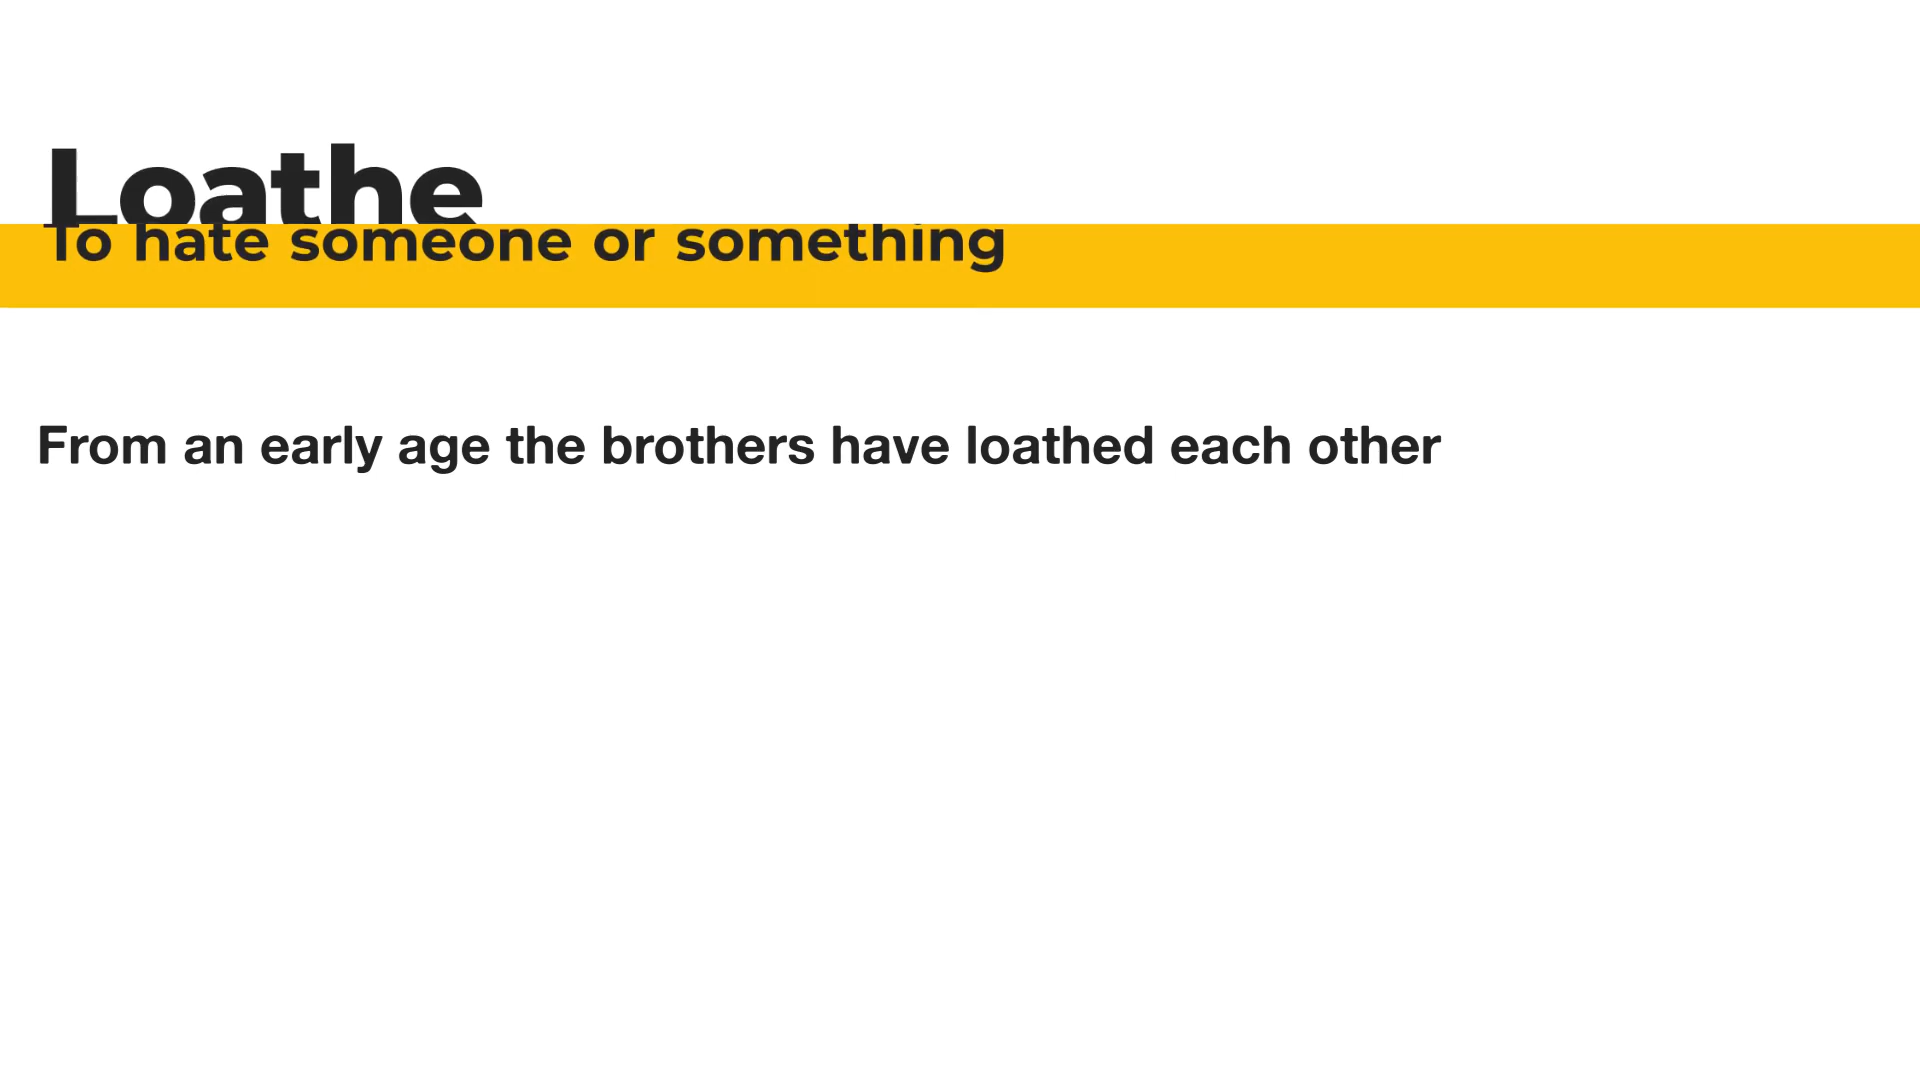 Loathe
To hate someone or something
From an early age the brothers have loathed each other